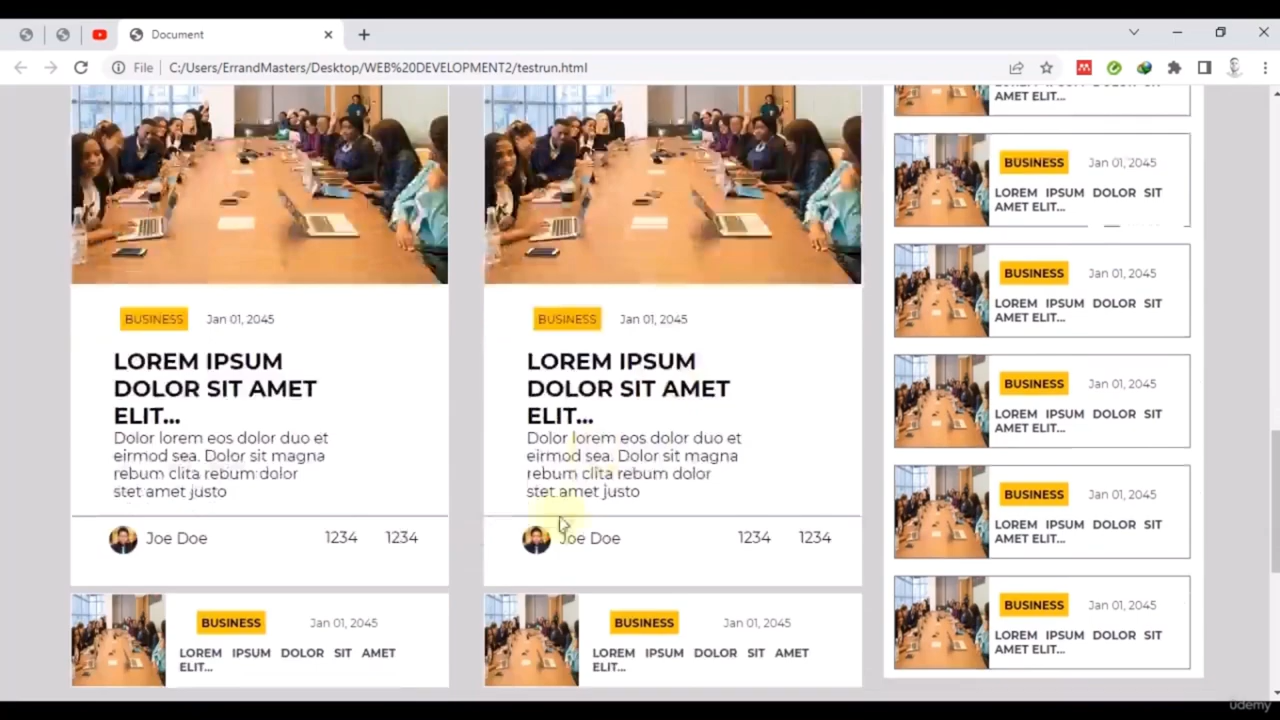 Document
File
C:/Users/ErrandMasters/Desktop/WEB%20DEVELOPMENT2/testrun.html
BUSINESS Jan 01, 2045
LOREM IPSUM
DOLOR SIT AMET
ELIT...
Dolor lorem eos dolor duo et
eirmod sea. Dolor sit magna
rebum clita rebum dolor
stet amet justo
Joe Doe 1234 1234
BUSINESS Jan 01, 2045
LOREM IPSUM DOLOR SIT AMET
ELIT...
BUSINESS Jan 01, 2045
LOREM IPSUM
DOLOR SIT AMET
ELIT...
Dolor lorem eos dolor duo et
eirmod sea. Dolor sit magna
rebum clita rebum dolor
stet amet justo
Joe Doe 1234 1234
BUSINESS Jan 01, 2045
LOREM IPSUM DOLOR SIT AMET
ELIT...
AMET ELIT...
BUSINESS Jan 01, 2045
LOREM IPSUM DOLOR SIT
AMET ELIT...
BUSINESS Jan 01, 2045
LOREM IPSUM DOLOR SIT
AMET ELIT...
BUSINESS Jan 01, 2045
LOREM IPSUM DOLOR SIT
AMET ELIT...
BUSINESS Jan 01, 2045
LOREM IPSUM DOLOR SIT
AMET ELIT...
BUSINESS Jan 01, 2045
LOREM IPSUM DOLOR SIT
AMET ELIT...
ûdemy